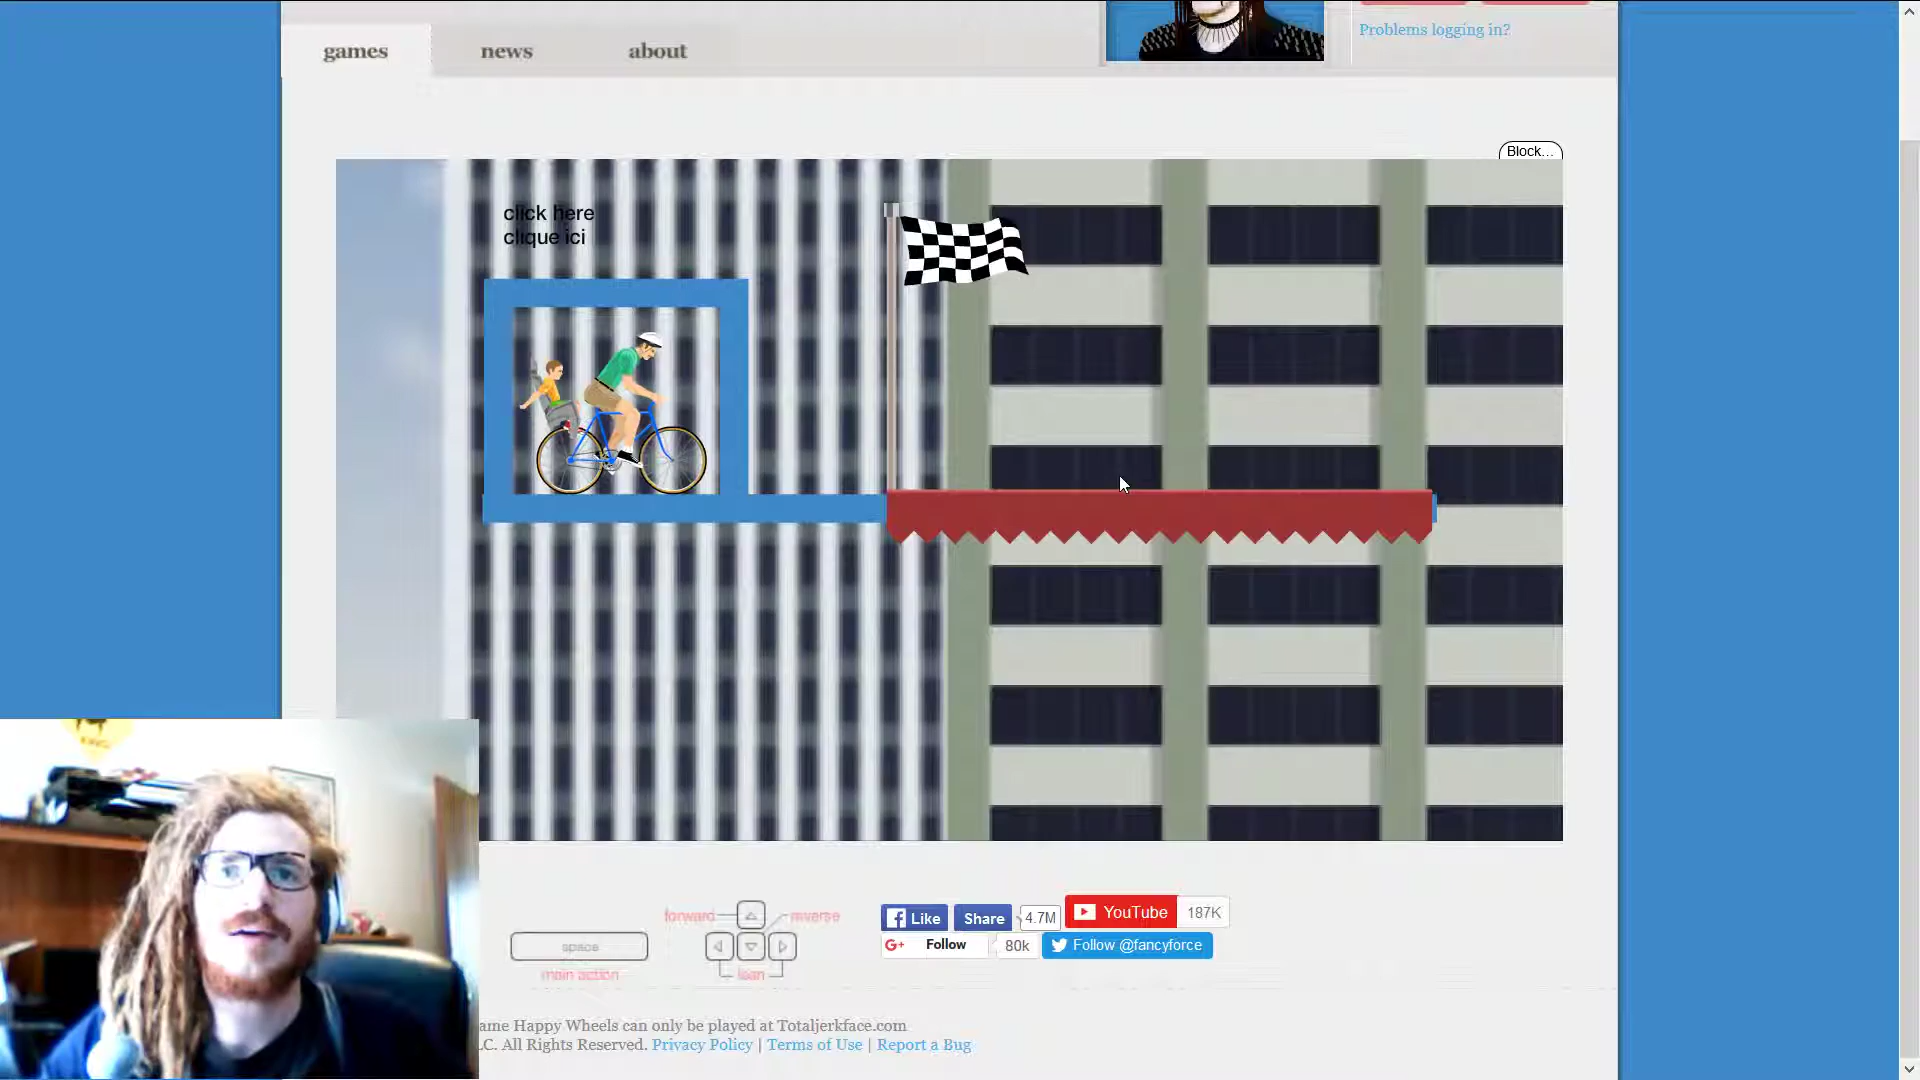 Problems logging in?
games news about
Block...
click here
clique ici
forward reverse
space
main action
lean
Like Share 4.7M YouTube 187K
Follow 80k Follow @fancyforce
ame Happy Wheels can only be played at Totaljerkface.com
LC. All Rights Reserved. Privacy Policy | Terms of Use | Report a Bug